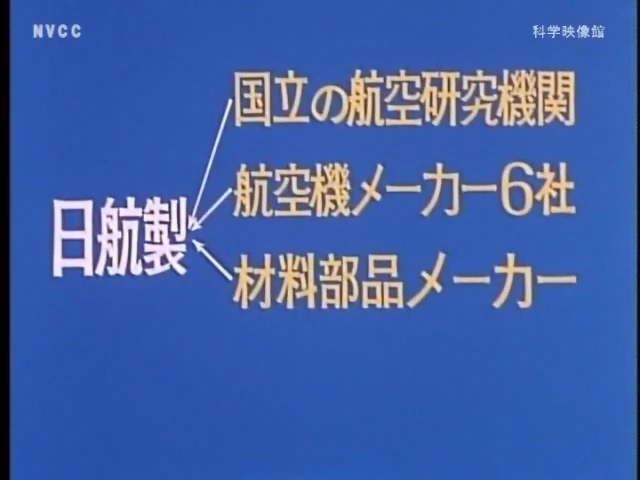 NVCC
科学映像館
国立の航空研究機関
航空機メーカー6社
日航製
材料部品メーカー